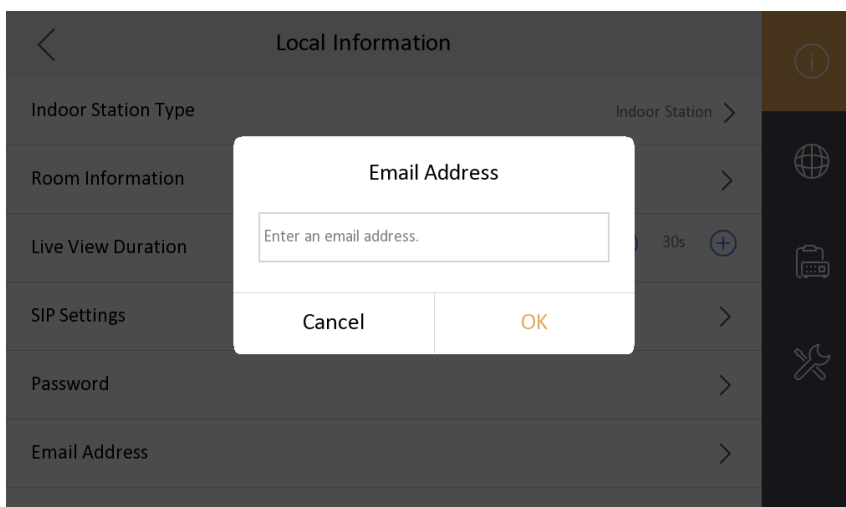 Local Information
Indoor Station Type
Indoor Station
Room Information
Live View Duration
30s
SIP Settings
Password
Email Address
Email Address
Enter an email address.
Cancel
OK